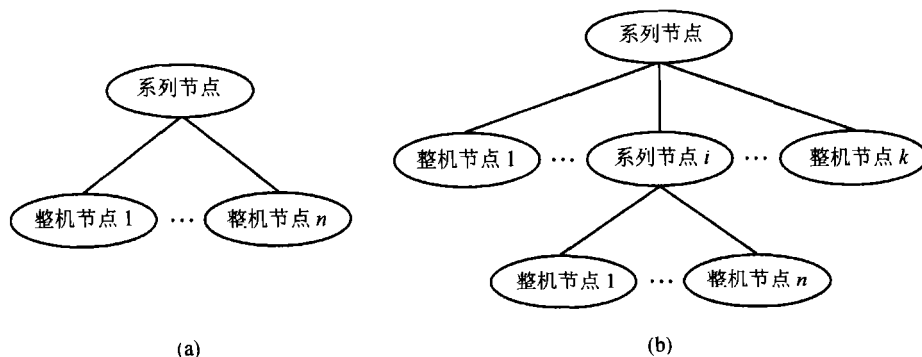 系列节点
整机节点 1 … 整机节点 n
(a)
系列节点
整机节点 1 … 系列节点 i … 整机节点 k
整机节点 1 … 整机节点 n
(b)